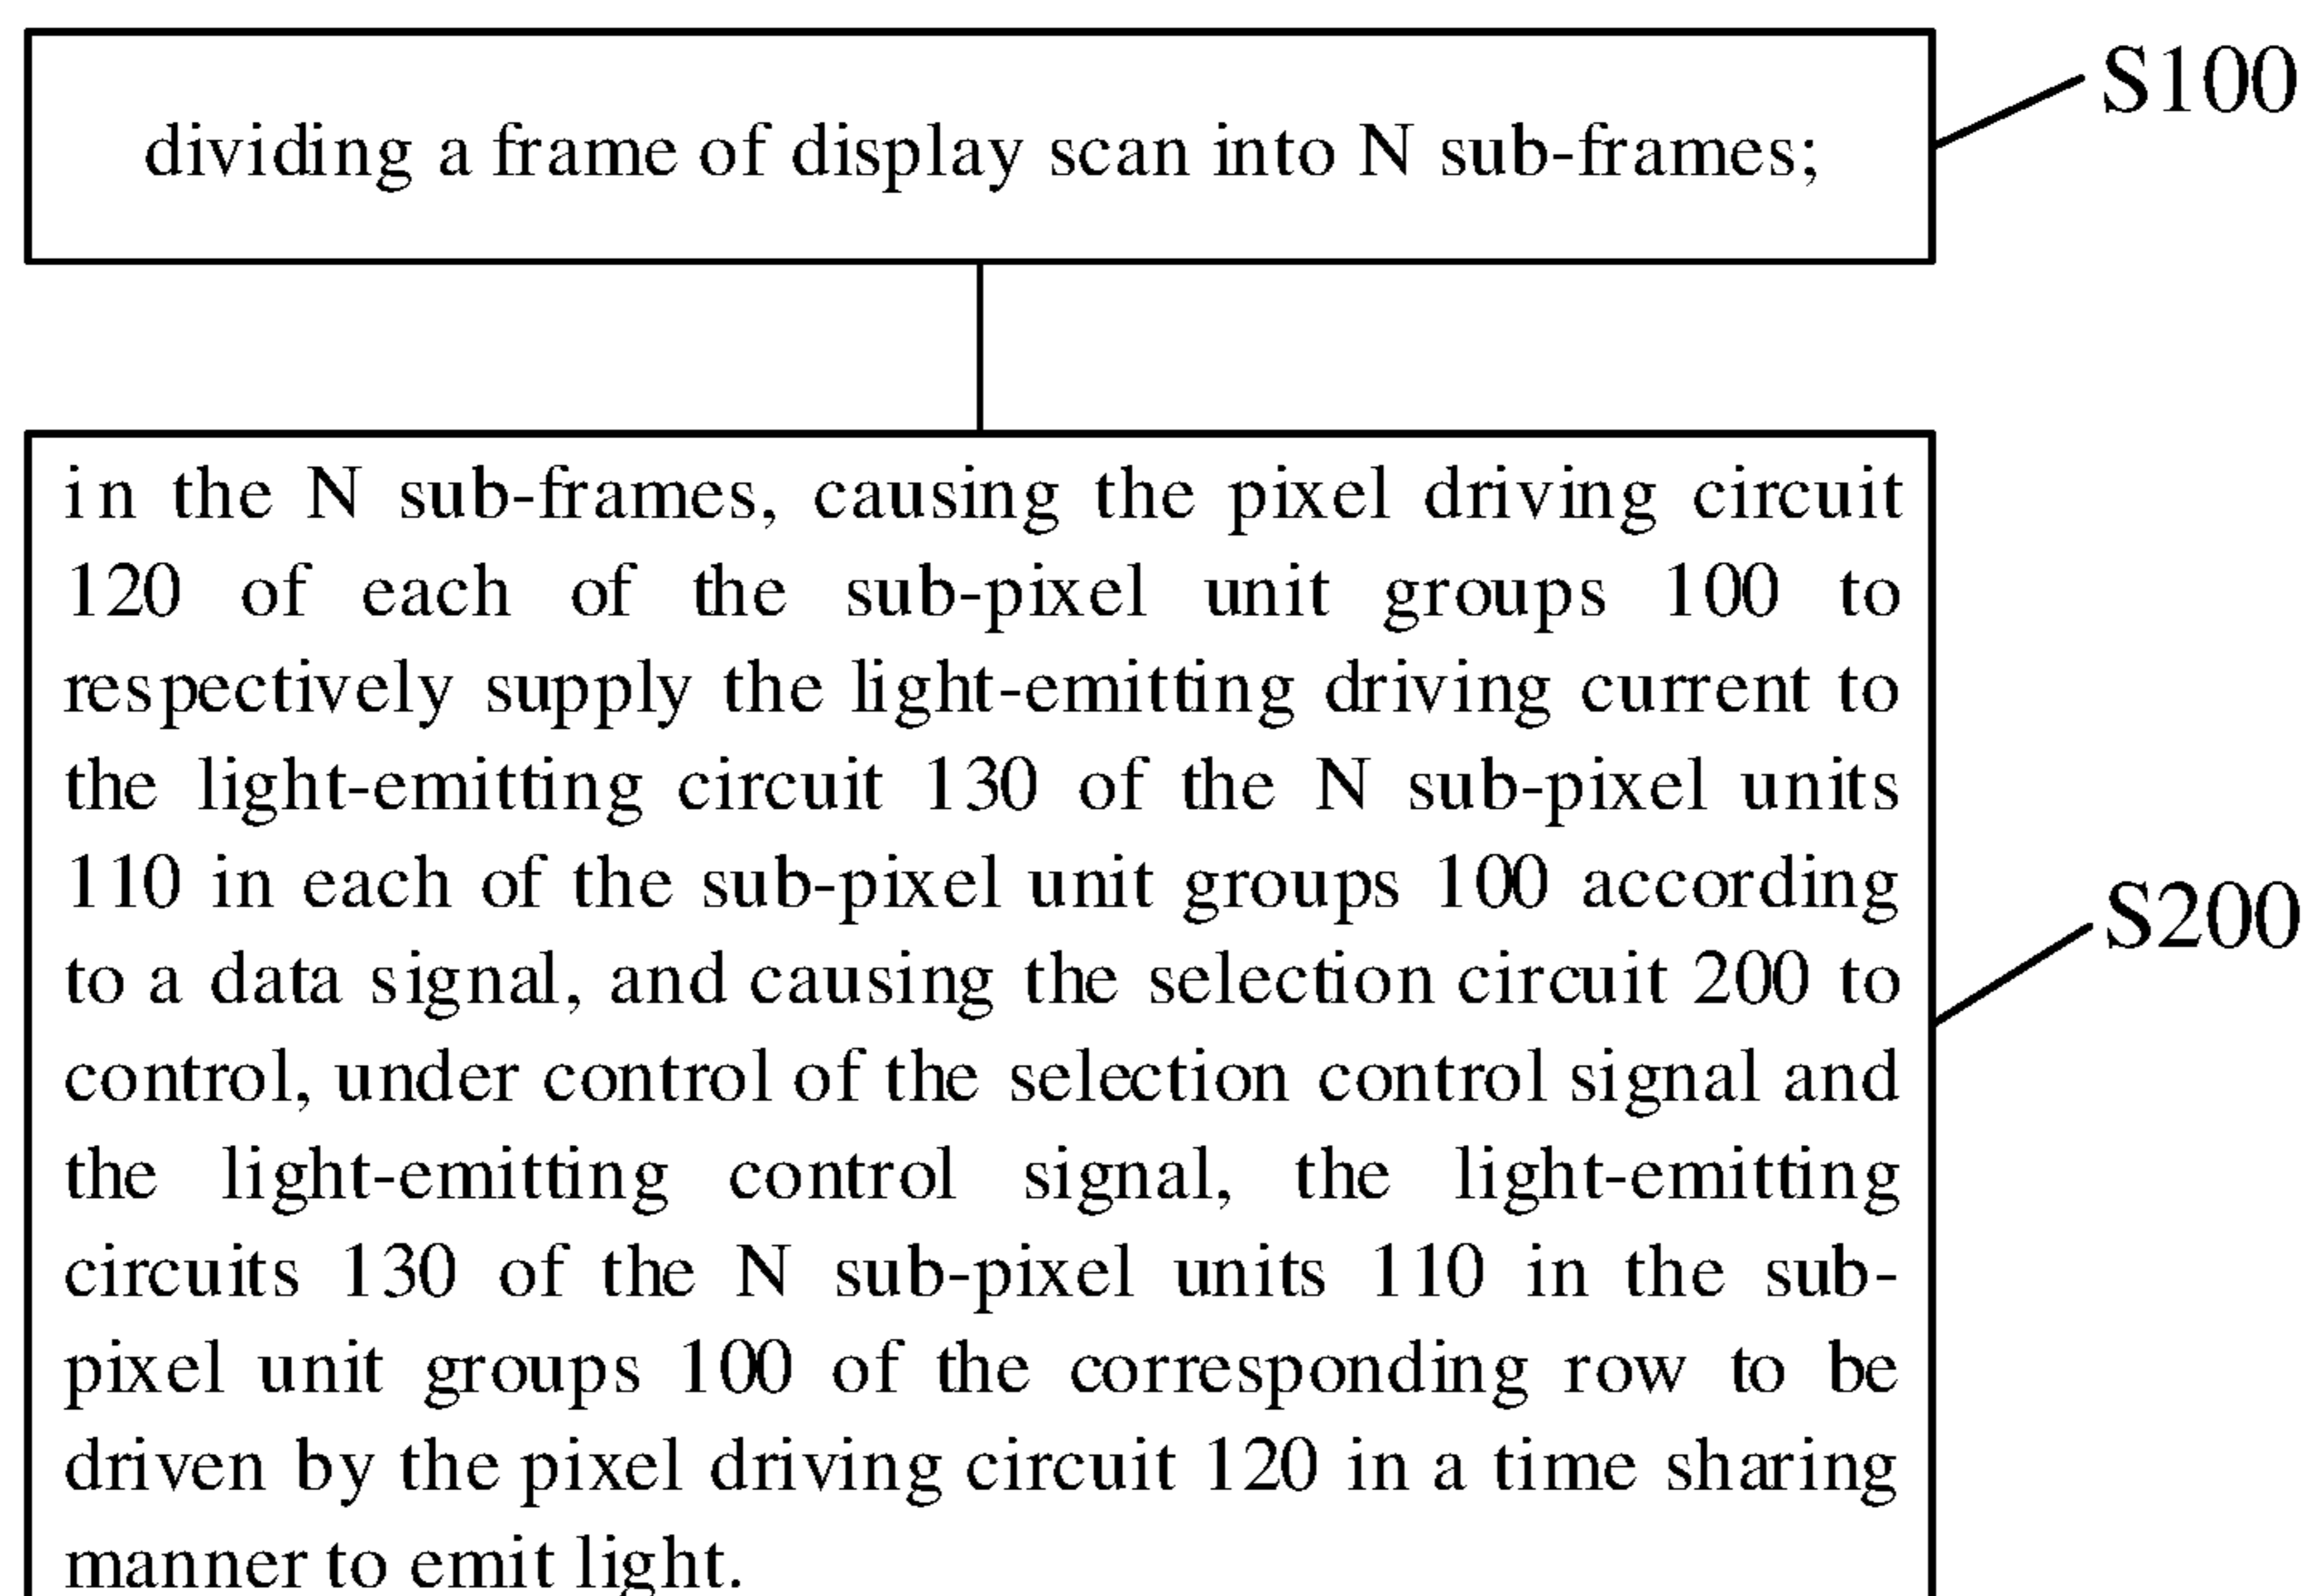 S100
dividing a frame of display scan into N sub-frames;
in the N sub-frames, causing the pixel driving circuit
120 of each of the sub-pixel unit groups 100 to
respectively supply the light-emitting driving current to
the light-emitting circuit 130 of the N sub-pixel units
110 in each of the sub-pixel unit groups 100 according
S200
to a data signal, and causing the selection circuit 200 to
control, under control of the selection control signal and
the light-emitting control signal, the light-emitting
circuits 130 of the N sub-pixel units 110 in the sub-
pixel unit groups 100 of the corresponding row to be
driven by the pixel driving circuit 120 in a time sharing
manner to emit light.